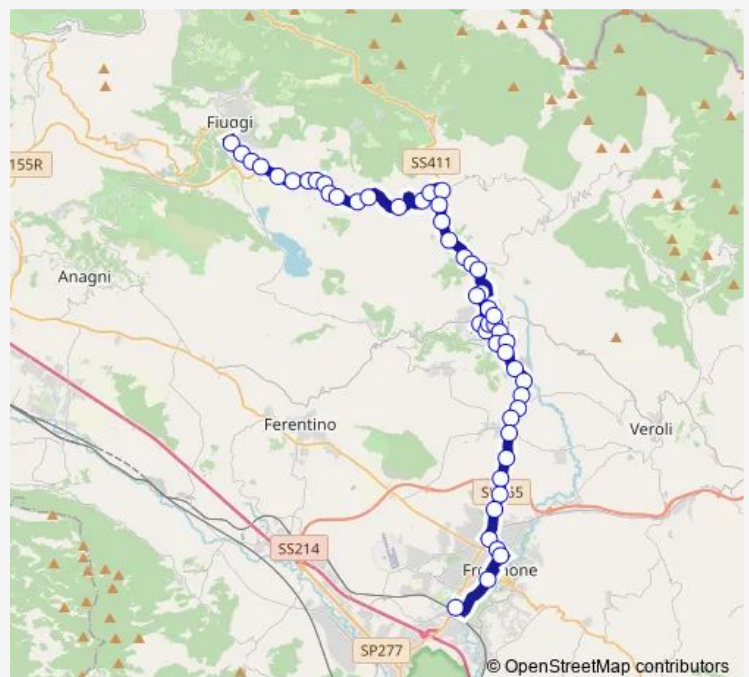 Fiuggi
SS411
155R
Anagni
Ferentino
Veroli
SS214
SP277
© OpenStreetMap contributors